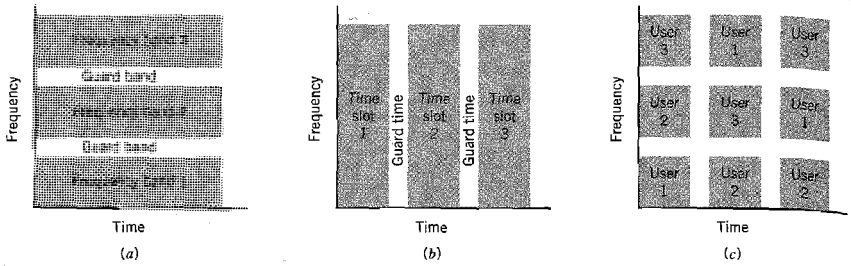 Frequency
Frequency band 3
Guard band
Frequency band 2
Guard band
Frequency band 1
Time
(a)
Frequency
Time
slot
1
Guard time
Time
slot
2
Guard time
Time
slot
3
Time
(b)
Frequency
User
3
User
1
User
3
User
2
User
3
User
1
User
1
User
2
User
2
Time
(c)